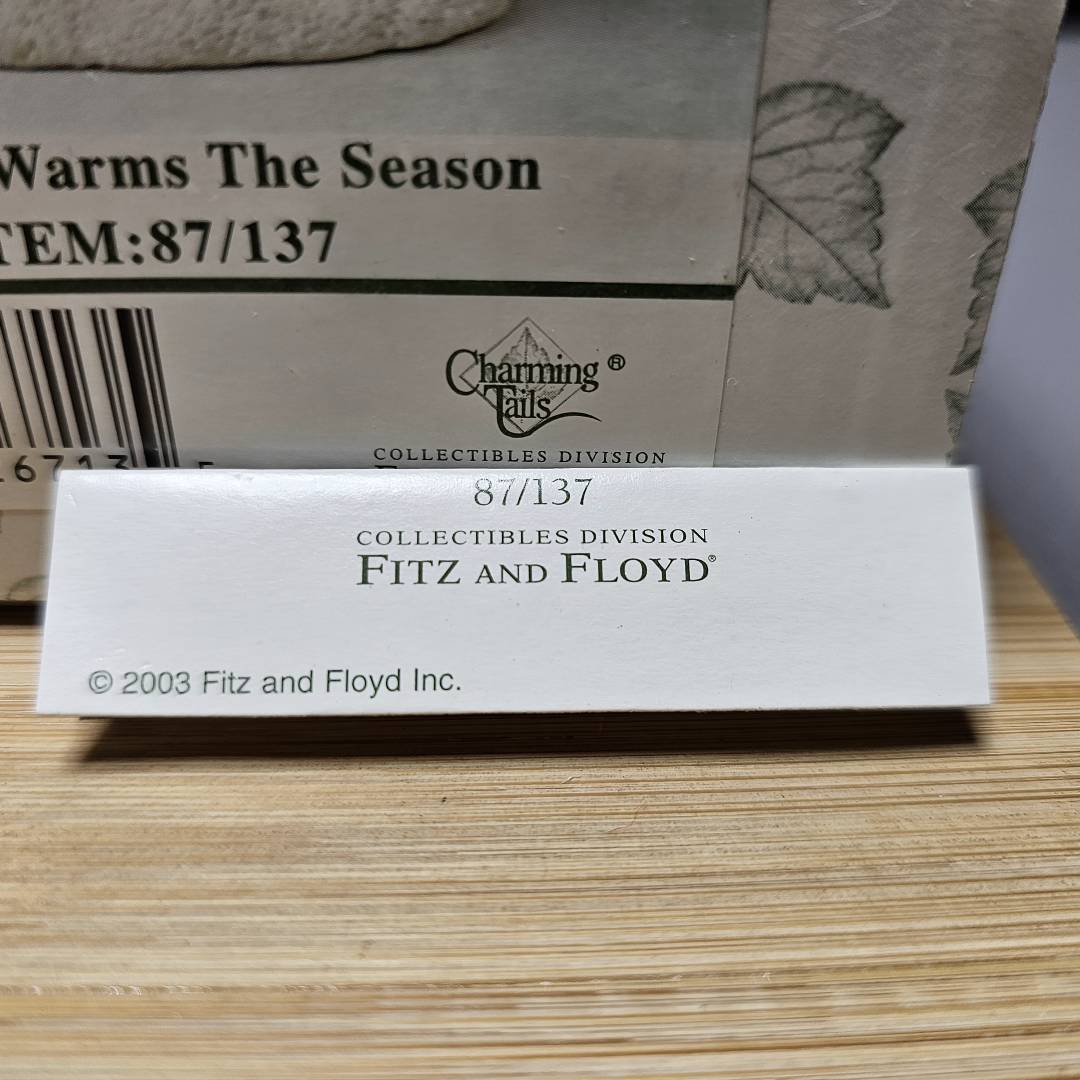 Warms The Season
TEM:87/137
Charming ®
Tails
COLLECTIBLES DIVISION
6713
87/137
COLLECTIBLES DIVISION
FITZ AND FLOYD®
© 2003 Fitz and Floyd Inc.